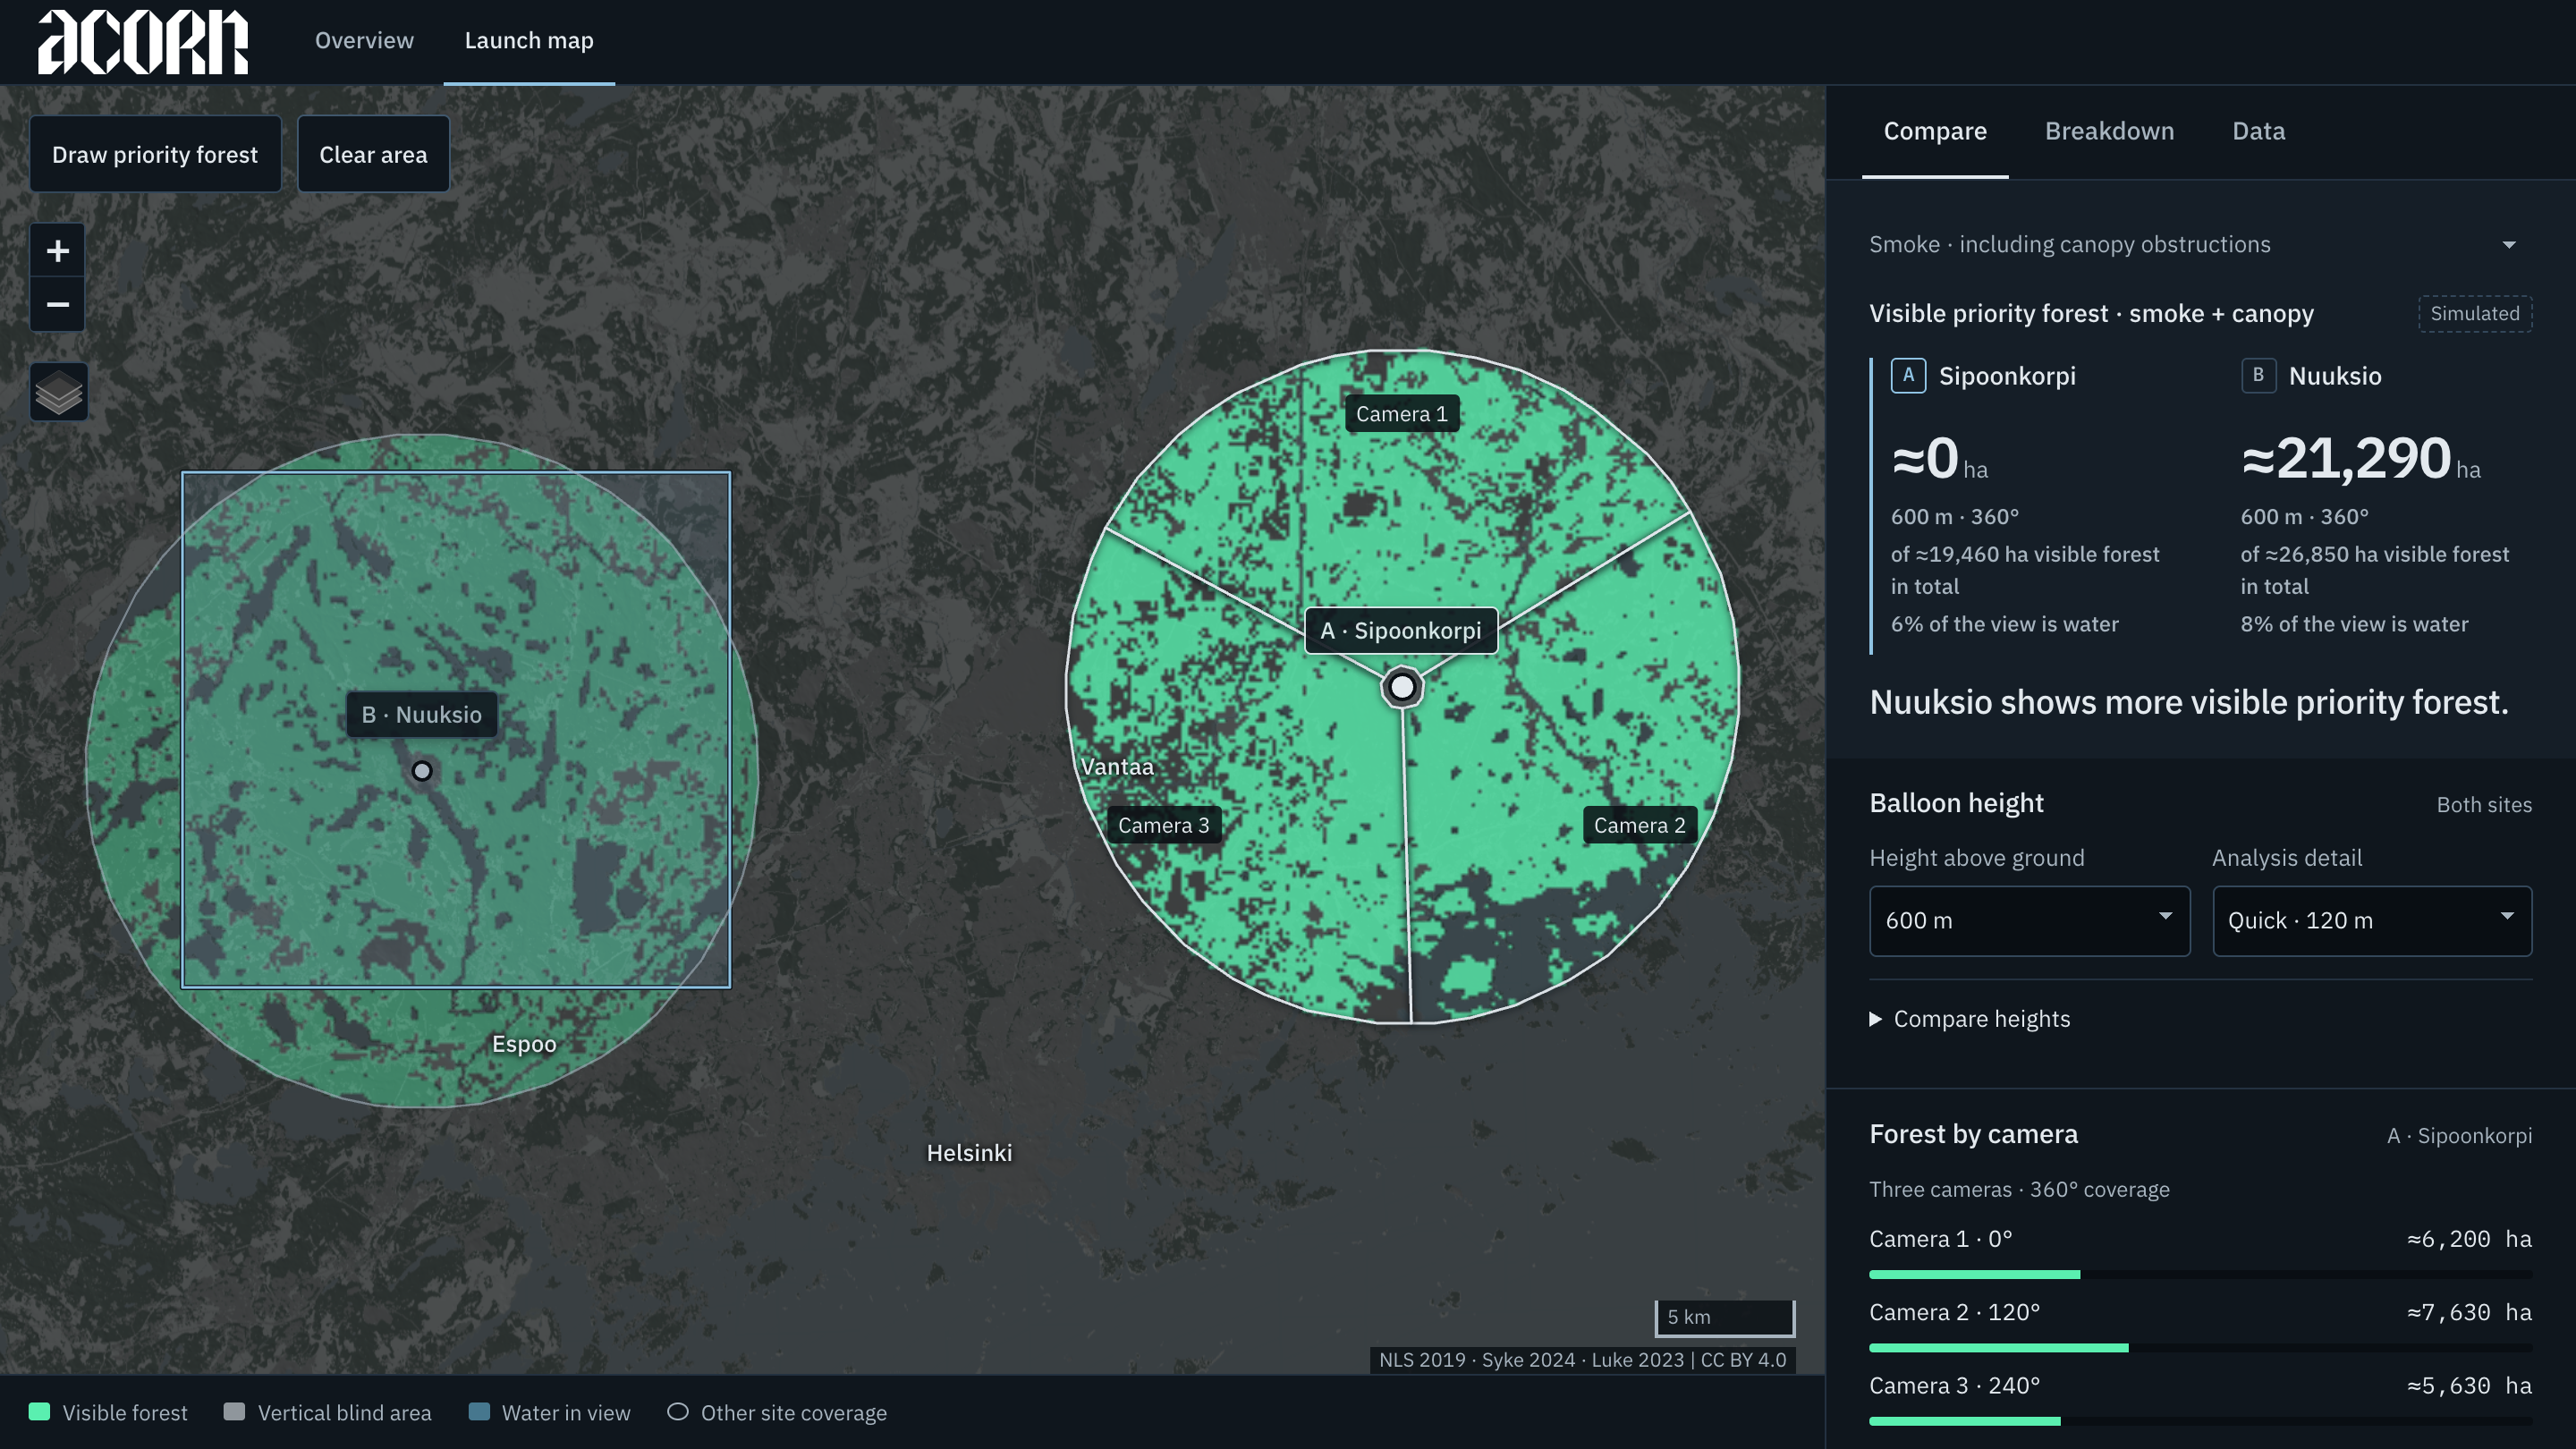 acorn
Overview
Launch map
Draw priority forest
Clear area
+
−
Camera 1
A · Sipoonkorpi
B · Nuuksio
Vantaa
Camera 3
Camera 2
Espoo
Helsinki
5 km
NLS 2019 · Syke 2024 · Luke 2023 | CC BY 4.0
Visible forest
Vertical blind area
Water in view
Other site coverage
Compare
Breakdown
Data
Smoke · including canopy obstructions
Visible priority forest · smoke + canopy
Simulated
A Sipoonkorpi
≈0 ha
600 m · 360°
of ≈19,460 ha visible forest
in total
6% of the view is water
B Nuuksio
≈21,290 ha
600 m · 360°
of ≈26,850 ha visible forest
in total
8% of the view is water
Nuuksio shows more visible priority forest.
Balloon height
Both sites
Height above ground
Analysis detail
600 m
Quick · 120 m
Compare heights
Forest by camera
A · Sipoonkorpi
Three cameras · 360° coverage
Camera 1 · 0°
≈6,200 ha
Camera 2 · 120°
≈7,630 ha
Camera 3 · 240°
≈5,630 ha